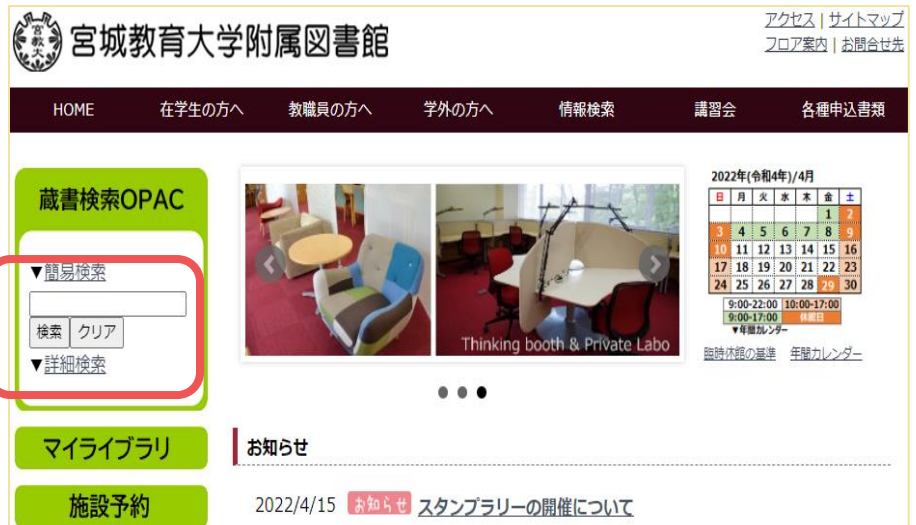 宮教大
宮城教育大学附属図書館
アクセス | サイトマップ
フロア案内 | お問合せ先
HOME 在学生の方へ 教職員の方へ 学外の方へ 情報検索 講習会 各種申込書類
蔵書検索OPAC
▼簡易検索
検索 クリア
▼詳細検索
マイライブラリ
施設予約
Thinking booth & Private Labo
2022年(令和4年)/4月
日 月 火 水 木 金 土
1 2
3 4 5 6 7 8 9
10 11 12 13 14 15 16
17 18 19 20 21 22 23
24 25 26 27 28 29 30
9:00-22:00 10:00-17:00
9:00-17:00 休館日
▼年間カレンダー
臨時休館の基準 年間カレンダー
お知らせ
2022/4/15 お知らせ スタンプラリーの開催について